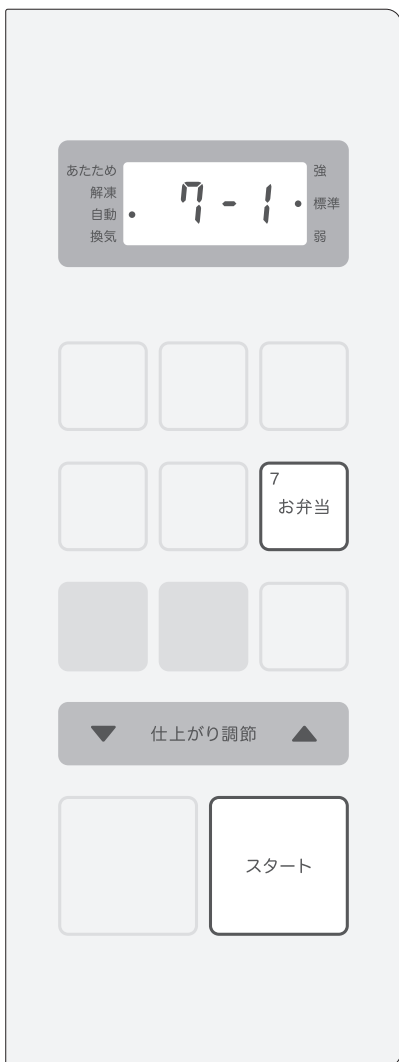 あたため
解凍
自動
換気
7-1
強
標準
弱
7
お弁当
▼ 仕上がり調節 ▲
スタート